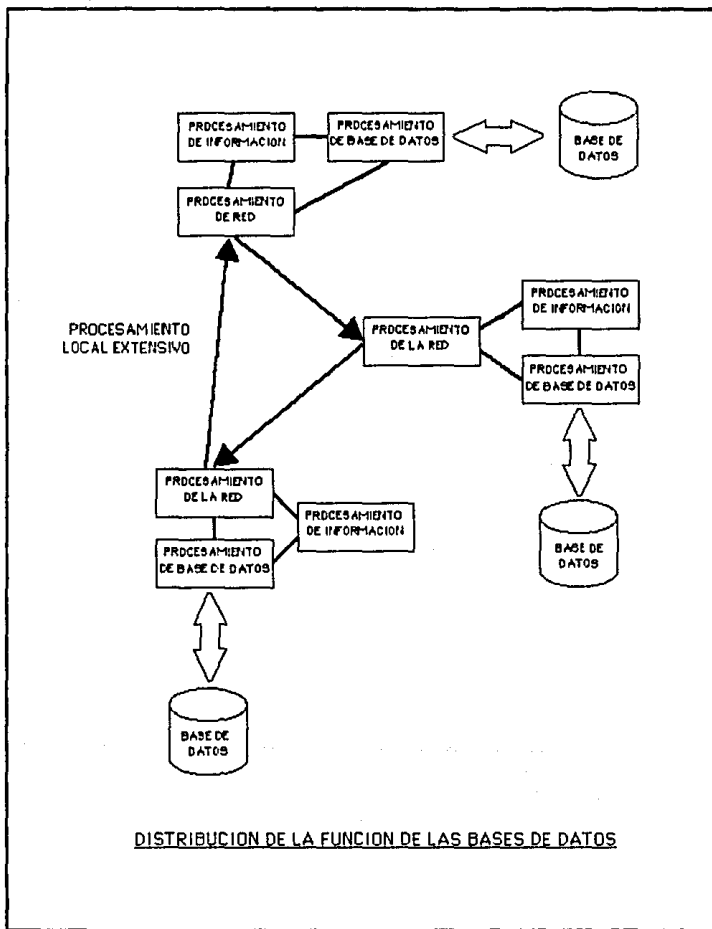 PROCESAMIENTO
DE INFORMACION
PROCESAMIENTO
DE BASE DE DATOS
BASE DE
DATOS
PROCESAMIENTO
DE RED
PROCESAMIENTO
DE INFORMACION
PROCESAMIENTO
LOCAL EXTENSIVO
PROCESAMIENTO
DE LA RED
PROCESAMIENTO
DE BASE DE DATOS
PROCESAMIENTO
DE LA RED
PROCESAMIENTO
DE INFORMACION
PROCESAMIENTO
DE BASE DE DATOS
BASE DE
DATOS
BASE DE
DATOS
DISTRIBUCION DE LA FUNCION DE LAS BASES DE DATOS